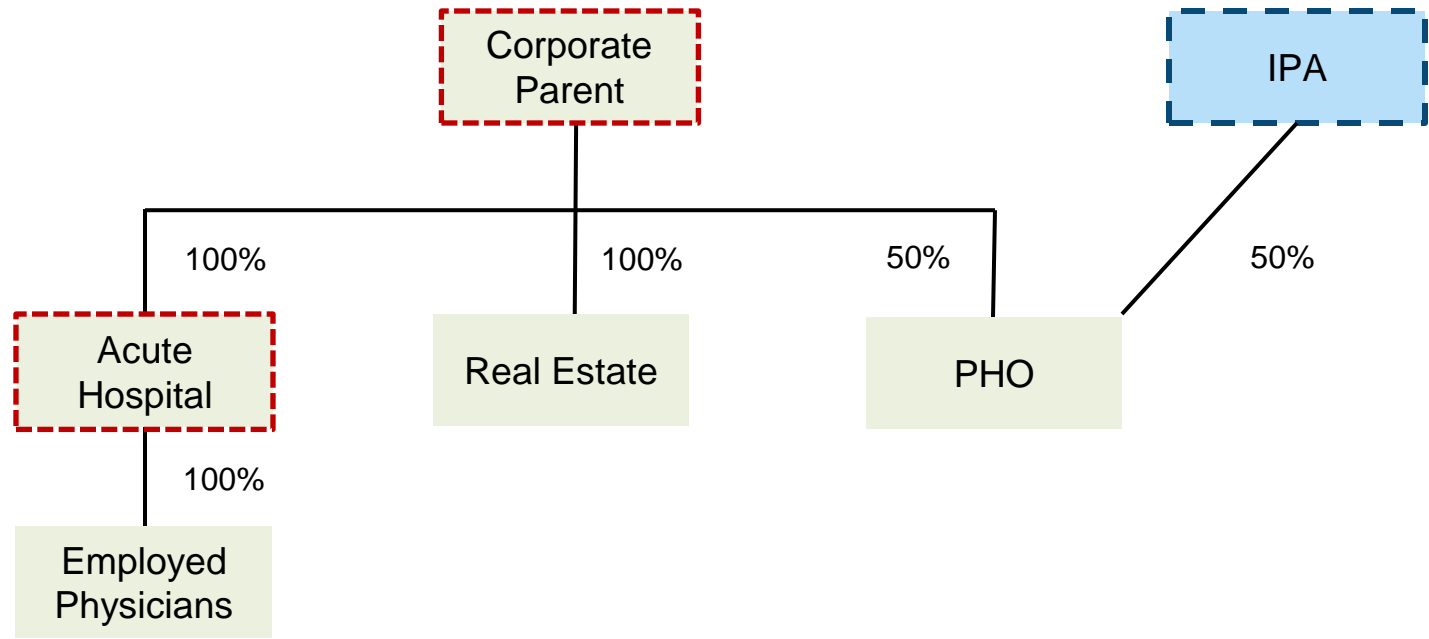 Corporate
Parent
IPA
100%
100%
50%
50%
Acute
Hospital
Real Estate
PHO
100%
Employed
Physicians